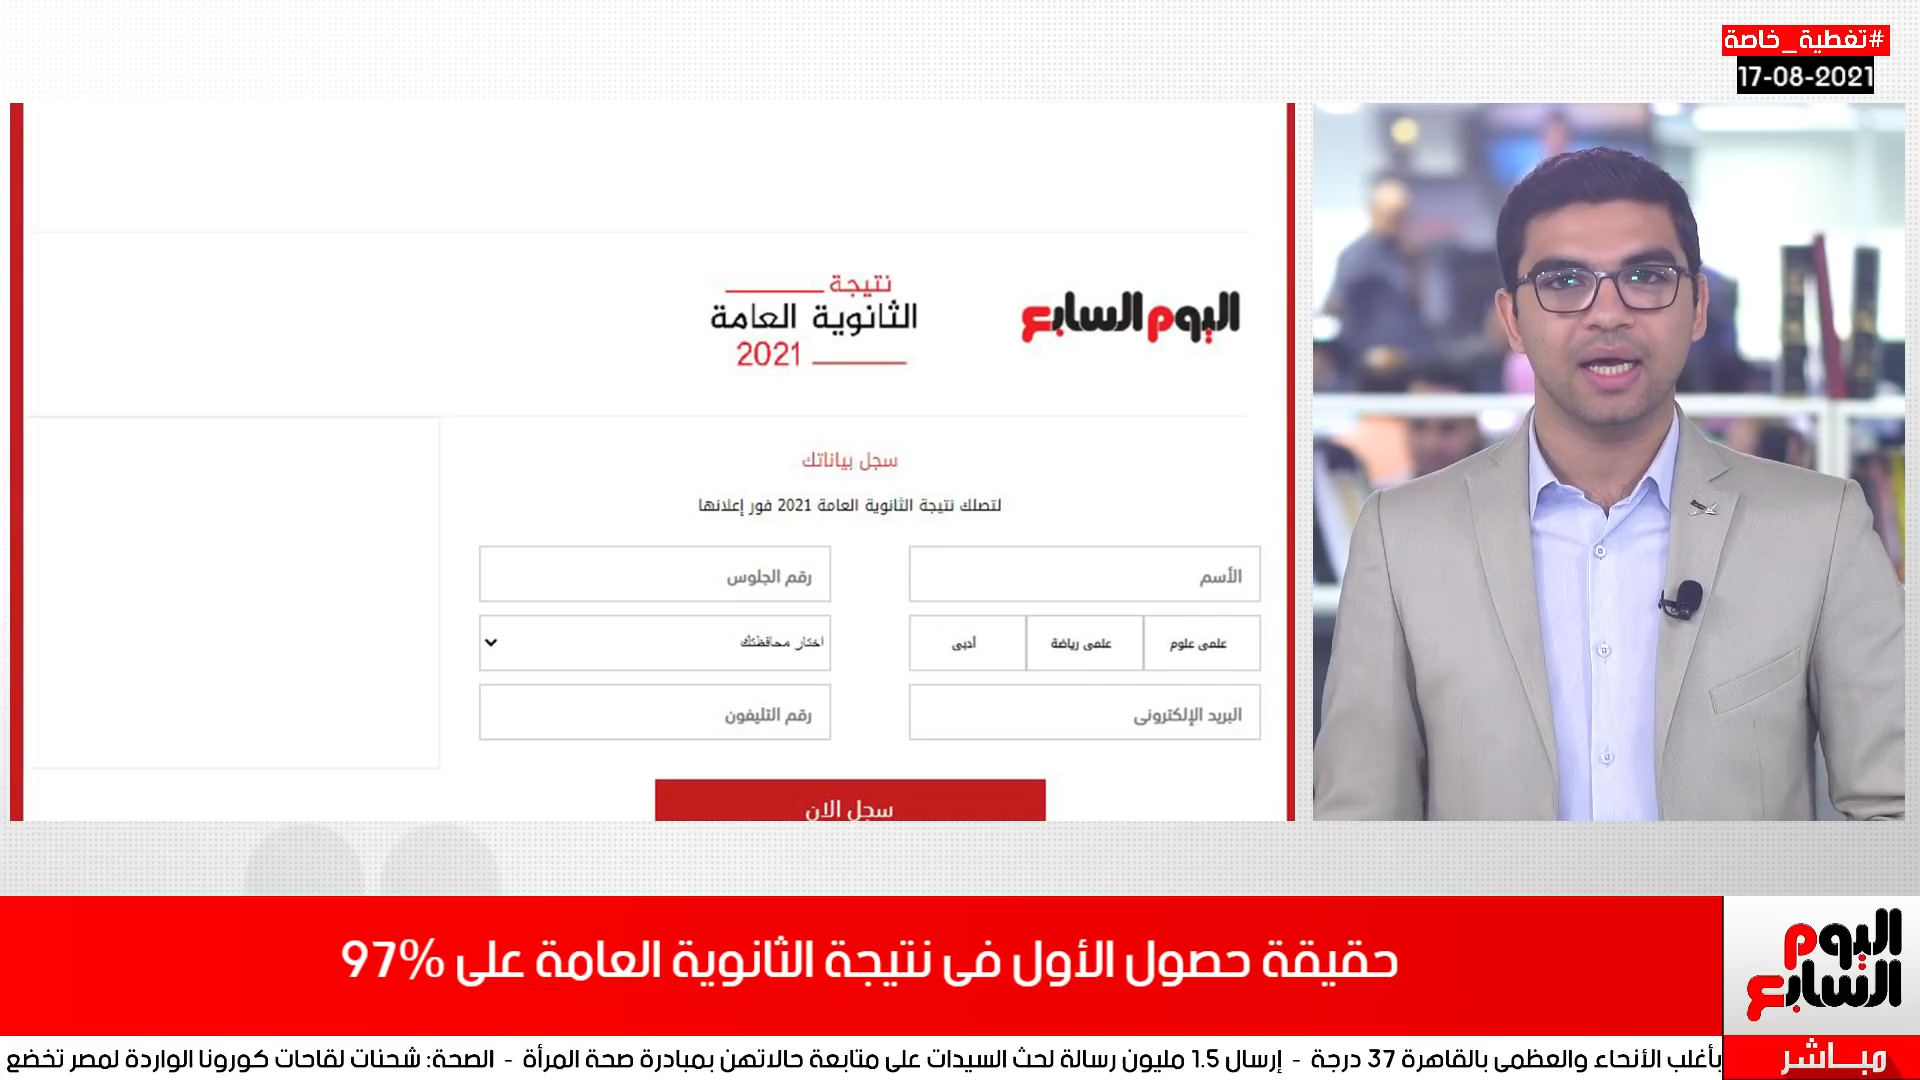 #تغطية_خاصة
17-08-2021
اليوم السابع
نتيجة
الثانوية العامة
2021
سجل بياناتك
لتصلك نتيجة الثانوية العامة 2021 فور إعلانها
الأسم
رقم الجلوس
علمى علوم
علمى رياضة
أدبى
اختار محافظتك
البريد الإلكترونى
رقم التليفون
سجل الان
حقيقة حصول الأول فى نتيجة الثانوية العامة على 97%
اليوم
السابع
مباشر
بأغلب الأنحاء والعظمى بالقاهرة 37 درجة - إرسال 1.5 مليون رسالة لحث السيدات على متابعة حالاتهن بمبادرة صحة المرأة - الصحة: شحنات لقاحات كورونا الواردة لمصر تخضع